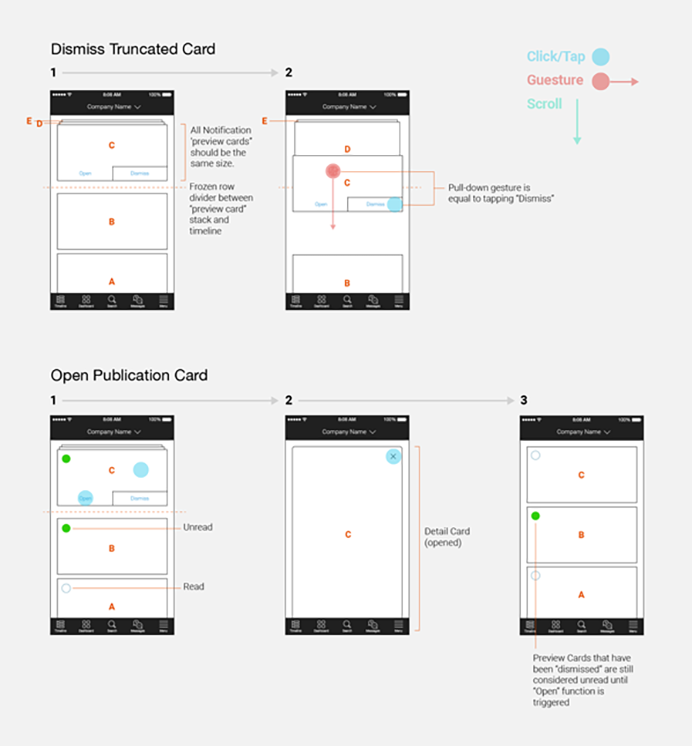 Dismiss Truncated Card
1
2
Click/Tap
Guesture
Scroll
9:08 AM
100%
Company Name
E
D
C
Open
Dismiss
B
A
Timeline
Dashboard
Search
Messages
Menu
All Notification
'preview cards"
should be the
same size.
Frozen row
divider between
"preview card"
stack and
timeline
9:08 AM
100%
Company Name
E
D
C
Open
Dismiss
B
Timeline
Dashboard
Search
Messages
Menu
Pull-down gesture is
equal to tapping "Dismiss"
Open Publication Card
1
2
3
9:08 AM
100%
Company Name
C
Open
Dismiss
B
A
Timeline
Dashboard
Search
Messages
Menu
Unread
Read
9:08 AM
100%
Company Name
C
Timeline
Dashboard
Search
Messages
Menu
Detail Card
(opened)
9:08 AM
100%
Company Name
C
B
A
Timeline
Dashboard
Search
Messages
Menu
Preview Cards that have
been "dismissed" are still
considered unread until
"Open" function is
triggered